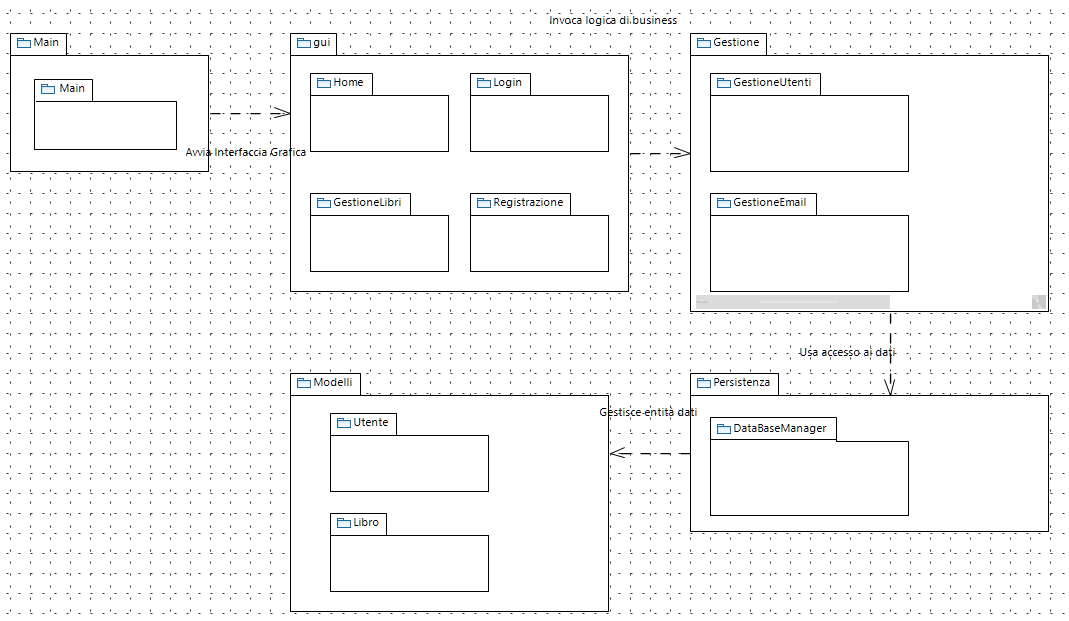 Invoca logica di business
Main
gui
Gestione
Main
Home
Login
GestioneUtenti
Avvia Interfaccia Grafica
GestioneLibri
Registrazione
GestioneEmail
Usa accesso ai dati
Modelli
Persistenza
Gestisce entità dati
Utente
DataBaseManager
Libro